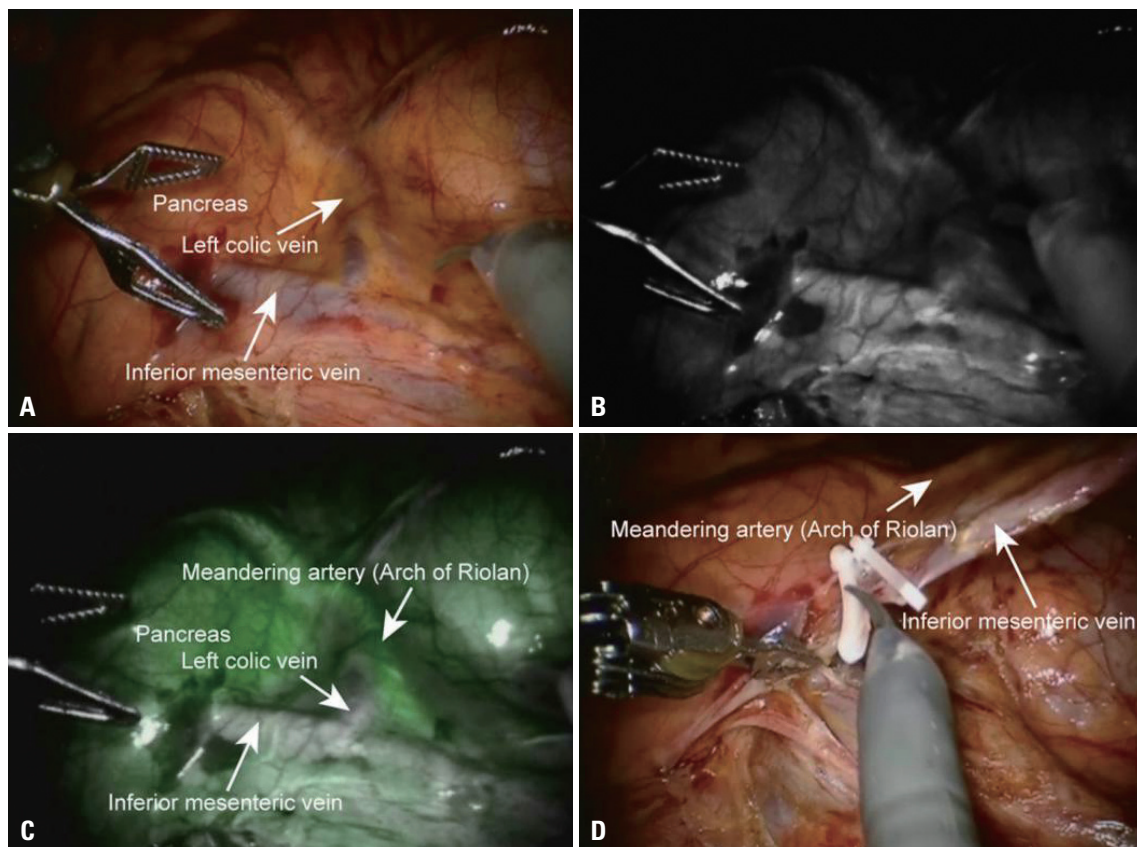 Pancreas
Left colic vein
Inferior mesenteric vein
A
B
Meandering artery (Arch of Riolan)
Pancreas
Left colic vein
Inferior mesenteric vein
C
Meandering artery (Arch of Riolan)
Inferior mesenteric vein
D